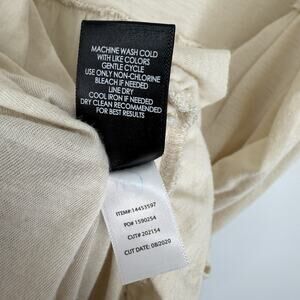 MACHINE WASH COLD
WITH LIKE COLORS
GENTLE CYCLE
USE ONLY NON-CHLORINE
BLEACH IF NEEDED
LINE DRY
COOL IRON IF NEEDED
DRY CLEAN RECOMMENDED
FOR BEST RESULTS
ITEM#:14453597
PO# 1590254
CUT# 202154
CUT DATE: 08/2020